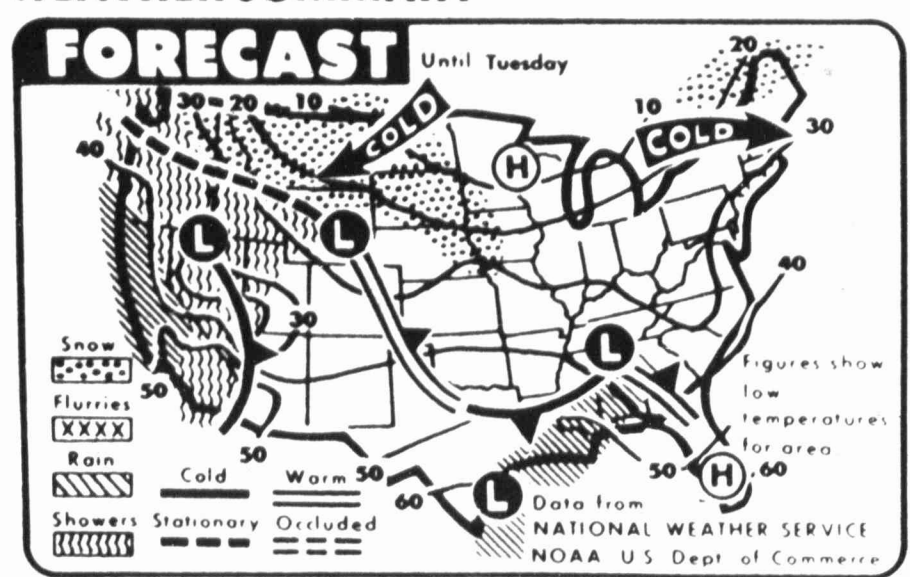 FORECAST Until Tuesday
20
30 20 10
COLD
10
COLD
30
40
H
L
L
40
30
L
Snow
50
Figures show
low
temperatures
for area
Flurries
XXXX
Rain
50
Cold
Warm
50
60
L
50
H
60
Showers
Stationary
Occluded
Data from
NATIONAL WEATHER SERVICE
NOAA US Dept of Commerce